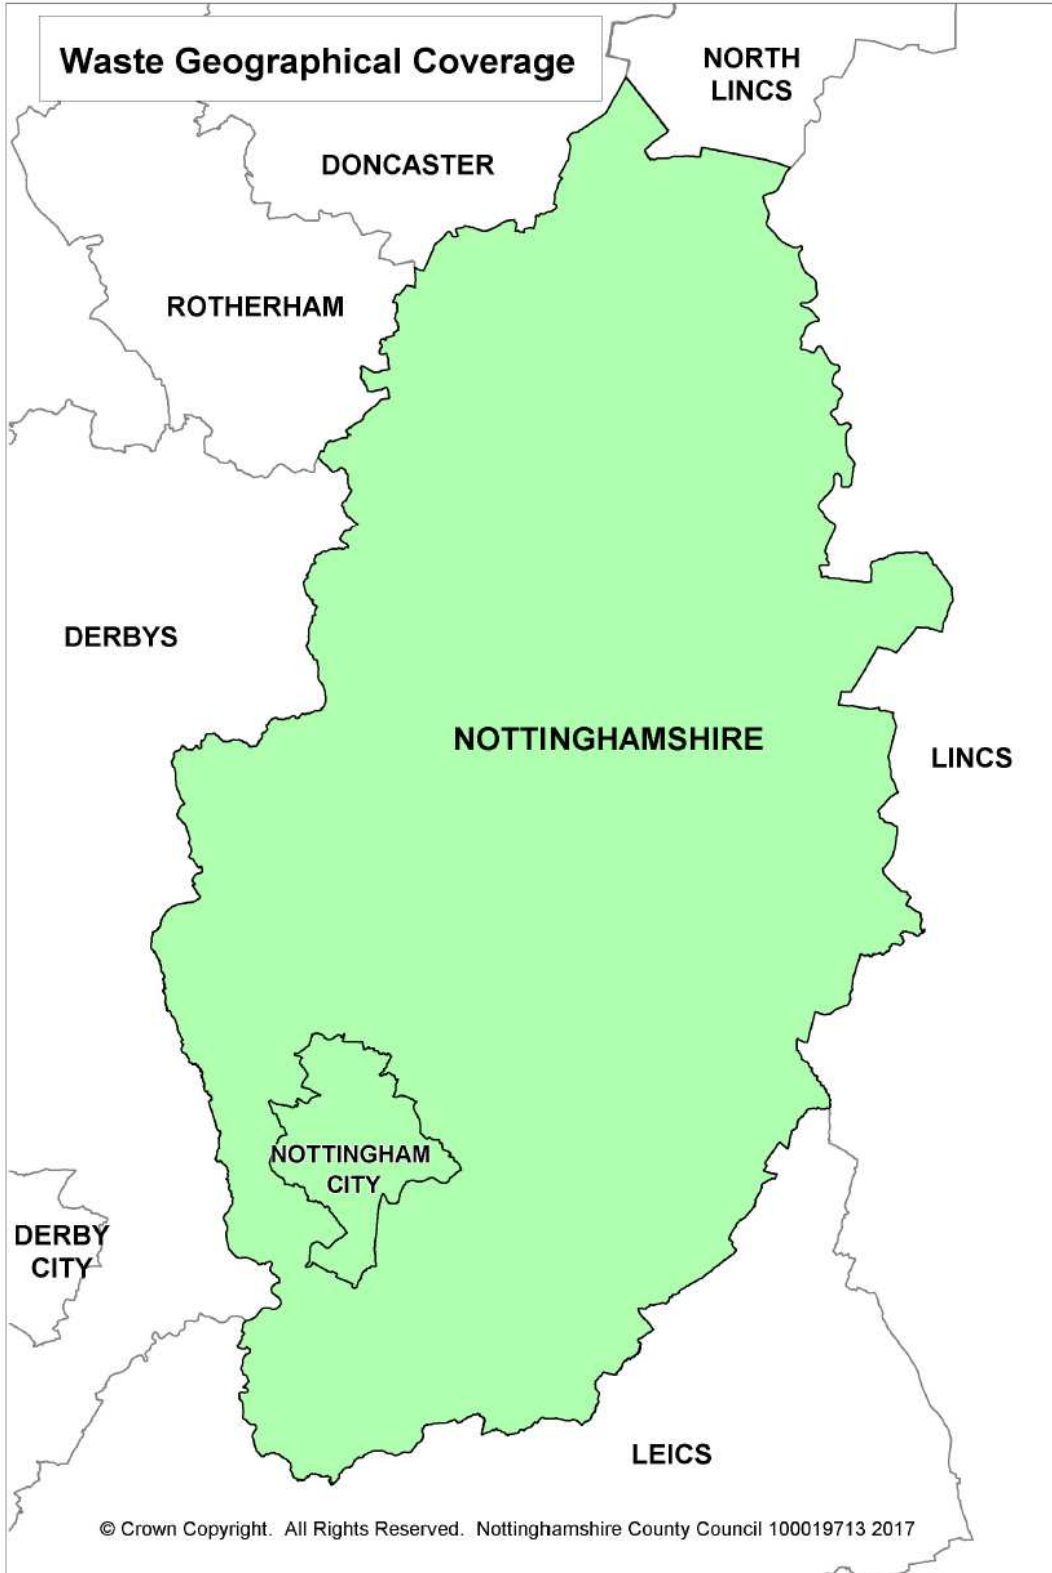 Waste Geographical Coverage
NORTH
LINCS
DONCASTER
ROTHERHAM
DERBYS
NOTTINGHAMSHIRE
LINCS
NOTTINGHAM
CITY
DERBY
CITY
LEICS
© Crown Copyright. All Rights Reserved. Nottinghamshire County Council 100019713 2017